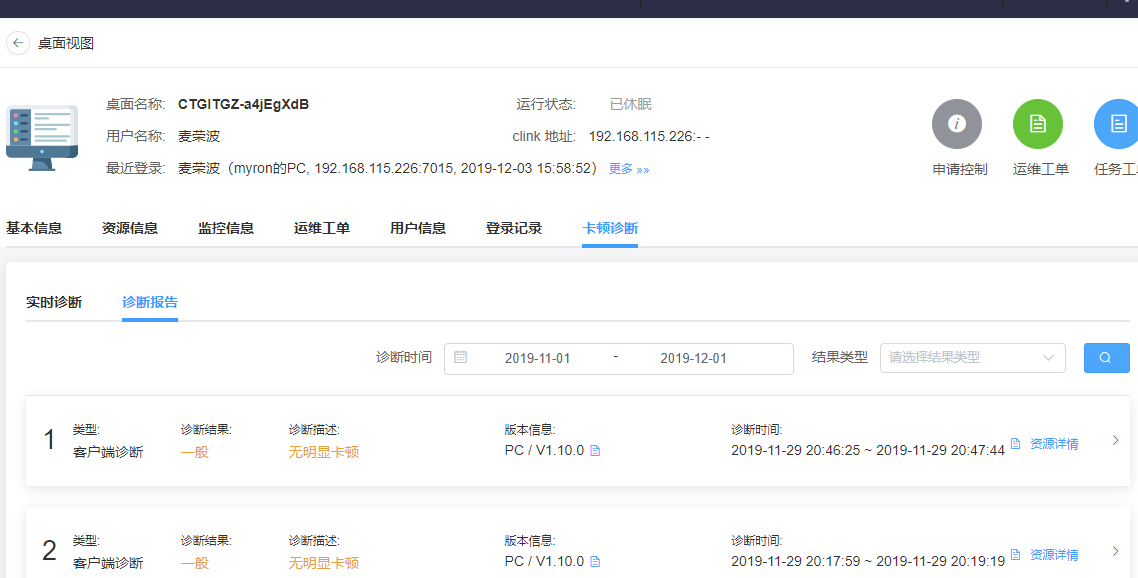 桌面视图
桌面名称: CTGITGZ-a4jEgXdB 运行状态: 已休眠
用户名称: 麦荣波 clink 地址: 192.168.115.226:- -
最近登录: 麦荣波（myron的PC, 192.168.115.226:7015, 2019-12-03 15:58:52） 更多 »»
申请控制 运维工单 任务工
基本信息 资源信息 监控信息 运维工单 用户信息 登录记录 卡顿诊断
实时诊断 诊断报告
诊断时间 2019-11-01 - 2019-12-01 结果类型 请选择结果类型
1 类型: 诊断结果: 诊断描述: 版本信息: 诊断时间:
客户端诊断 一般 无明显卡顿 PC / V1.10.0 2019-11-29 20:46:25 ~ 2019-11-29 20:47:44 资源详情
2 类型: 诊断结果: 诊断描述: 版本信息: 诊断时间:
客户端诊断 一般 无明显卡顿 PC / V1.10.0 2019-11-29 20:17:59 ~ 2019-11-29 20:19:19 资源详情